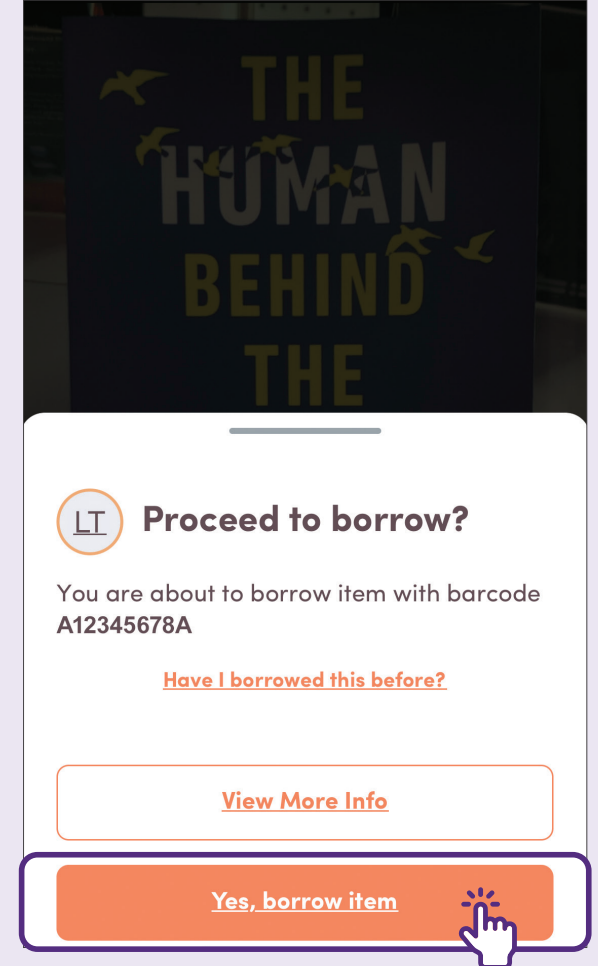 THE
HUMAN
BEHIND
THE
LT
Proceed to borrow?
You are about to borrow item with barcode
A12345678A
Have I borrowed this before?
View More Info
Yes, borrow item